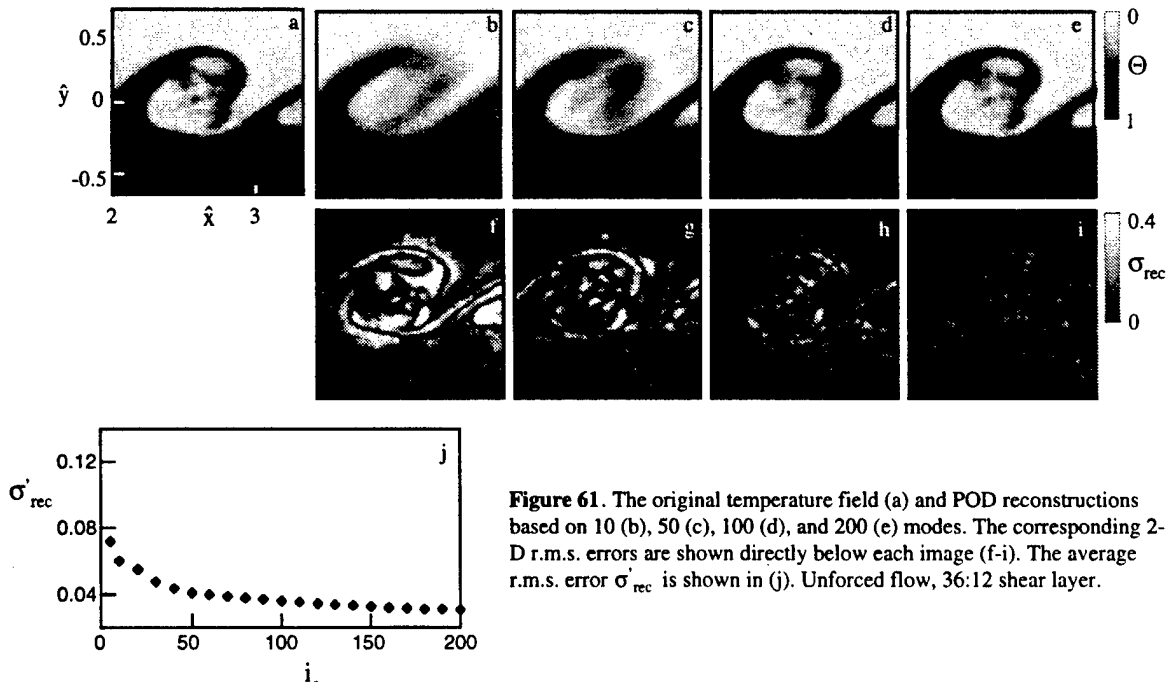 a b c d e
0
Θ
1
0.5
ŷ 0
-0.5
2 x̂ 3
f g h i
0.4
σrec
0
j
0.12
σ'rec 0.08
0.04
0 50 100 150 200
Figure 61. The original temperature field (a) and POD reconstructions
based on 10 (b), 50 (c), 100 (d), and 200 (e) modes. The corresponding 2-
D r.m.s. errors are shown directly below each image (f-i). The average
r.m.s. error σ'rec is shown in (j). Unforced flow, 36:12 shear layer.